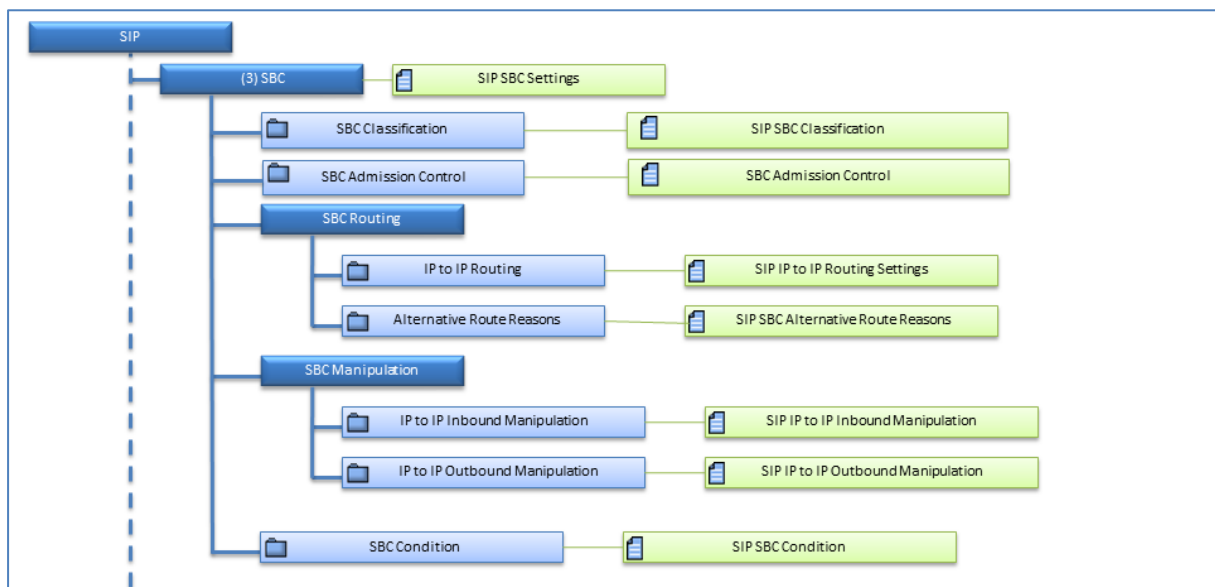 SIP
(3) SBC
SIP SBC Settings
SBC Classification
SIP SBC Classification
SBC Admission Control
SBC Admission Control
SBC Routing
IP to IP Routing
SIP IP to IP Routing Settings
Alternative Route Reasons
SIP SBC Alternative Route Reasons
SBC Manipulation
IP to IP Inbound Manipulation
SIP IP to IP Inbound Manipulation
IP to IP Outbound Manipulation
SIP IP to IP Outbound Manipulation
SBC Condition
SIP SBC Condition